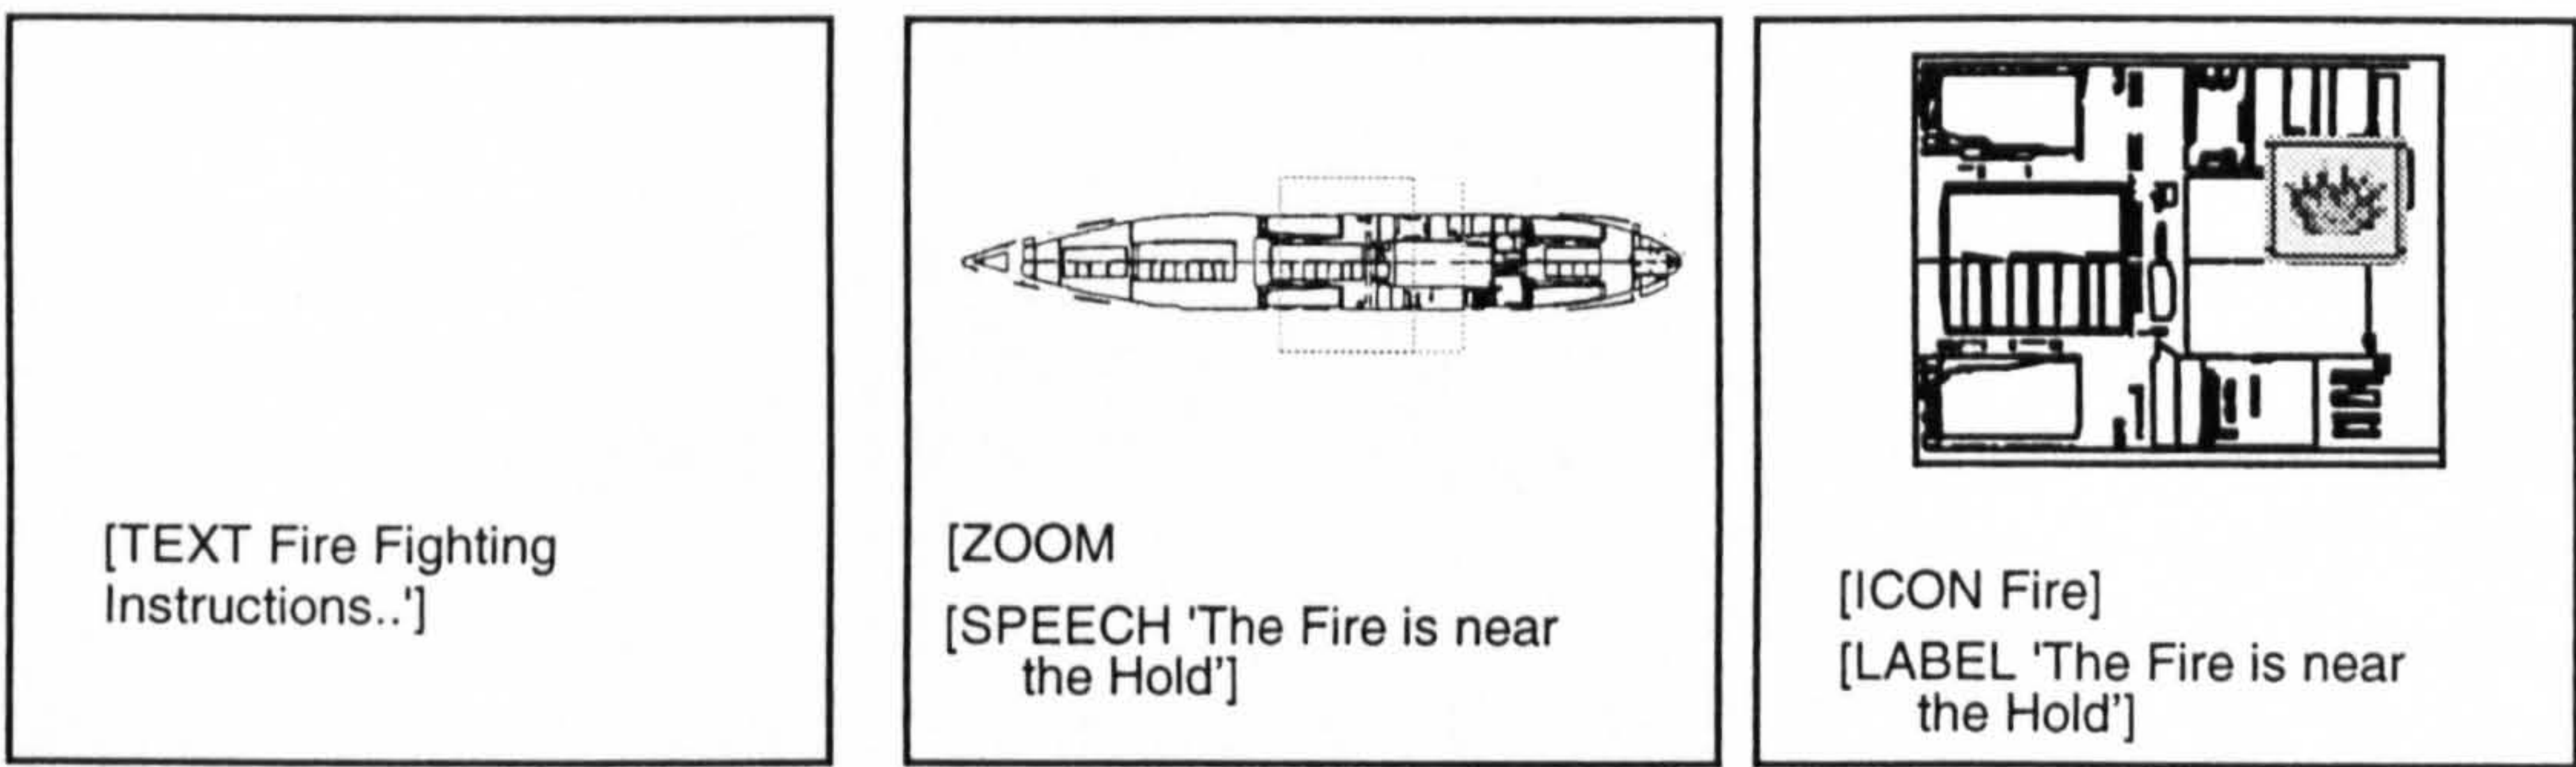 [TEXT Fire Fighting
Instructions..']
[ZOOM
[SPEECH 'The Fire is near
the Hold']
[ICON Fire]
[LABEL 'The Fire is near
the Hold']